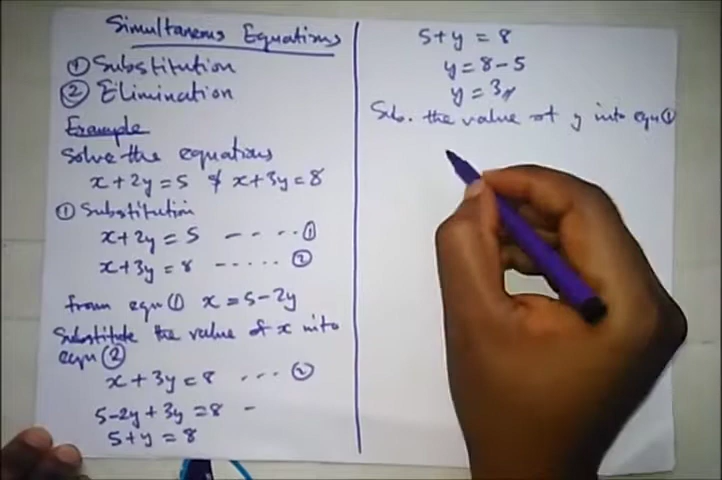 Simultaneous Equations
① Substitution
② Elimination
Example
Solve the equations
x + 2y = 5 & x + 3y = 8
① Substitution
x + 2y = 5 - - - - - ①
x + 3y = 8 - - - - - ②
from eqn ① x = 5 - 2y
Substitute the value of x into
eqn ②
x + 3y = 8 - - - ②
5 - 2y + 3y = 8 -
5 + y = 8
5 + y = 8
y = 8 - 5
y = 3//
Sub. the value of y into eqn ①